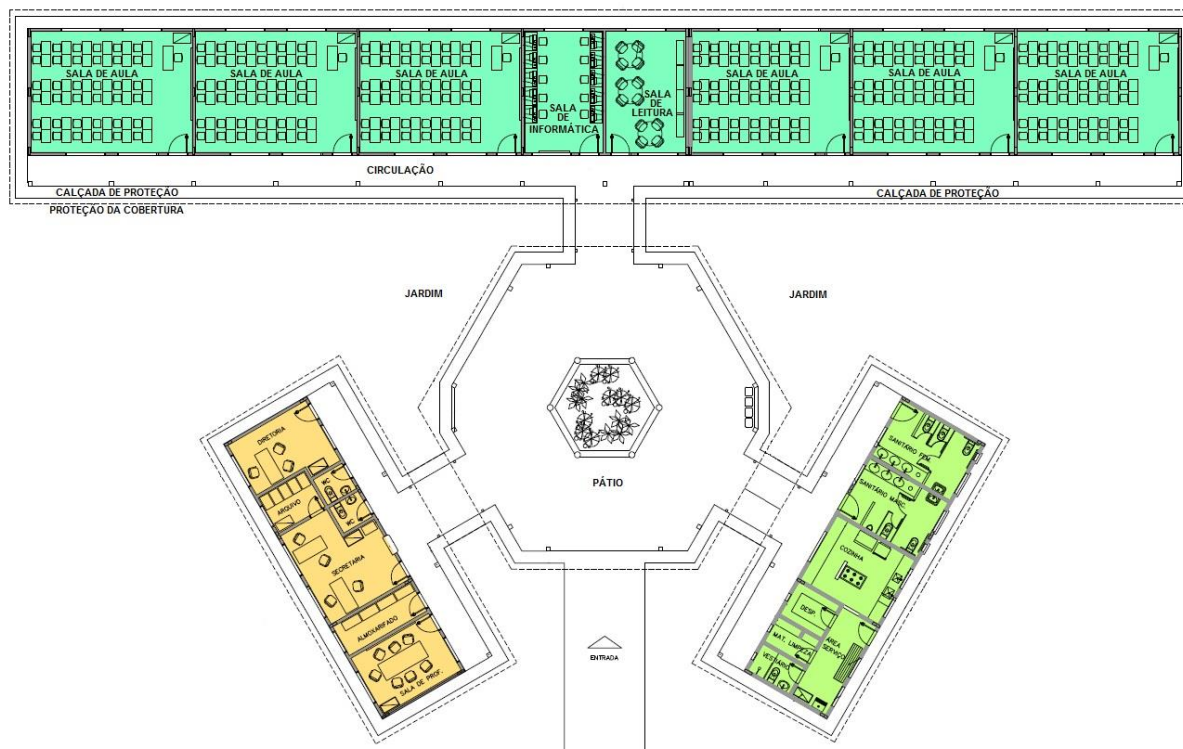 SALA DE AULA
SALA DE AULA
SALA DE AULA
SALA
DE
INFORMÁTICA
SALA
DE
LEITURA
SALA DE AULA
SALA DE AULA
SALA DE AULA
CIRCULAÇÃO
CALÇADA DE PROTEÇÃO
CALÇADA DE PROTEÇÃO
PROTEÇÃO DA COBERTURA
JARDIM
JARDIM
DIRETORIA
WC
ARQUIVO
WC
SECRETARIA
ALMOXARIFADO
SALA DE PROF.
PÁTIO
ENTRADA
SANITÁRIO FEM.
SANITÁRIO MASC.
COZINHA
DESP.
MAT. LIMPEZA
ÁREA
SERVIÇO
VESTIÁRIO